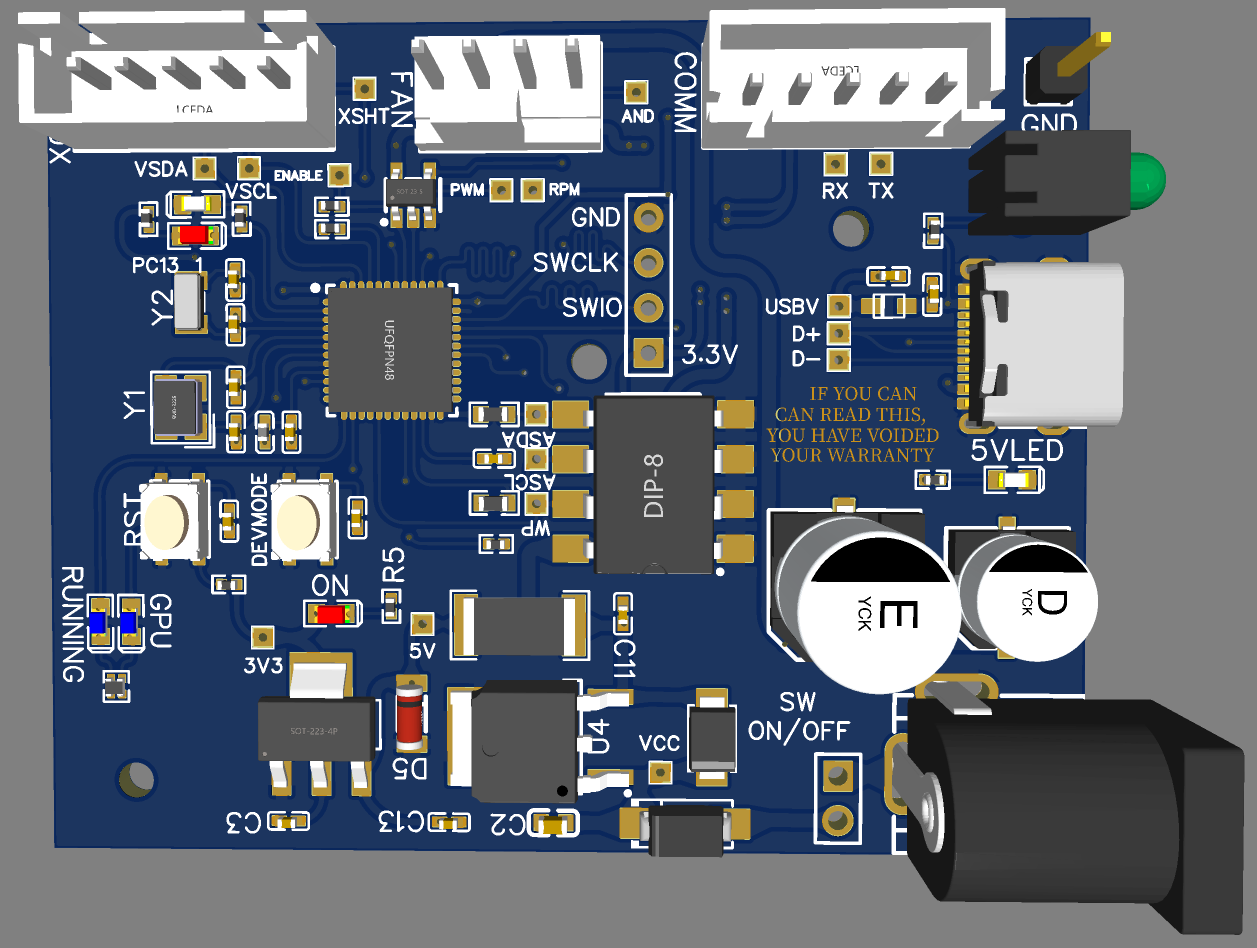 LCEDA
XSHT
FAN
AND
COMM
LCEDA
GND
VSDA
VSCL
ENABLE
SOT 23 5
PWM
RPM
RX
TX
GND
SWCLK
SWIO
3.3V
PC13 1
Y2
UFQFPN48
USBV
D+
D-
Y1
IF YOU CAN
CAN READ THIS,
YOU HAVE VOIDED
YOUR WARRANTY
ASDA
ASCL
WP
DIP-8
5VLED
RST
DEVMODE
RUNNING
GPU
ON
R5
E
YCK
D
YCK
3V3
5V
C11
SOT-223-4P
D5
U4
VCC
SW
ON/OFF
C3
C13
C2